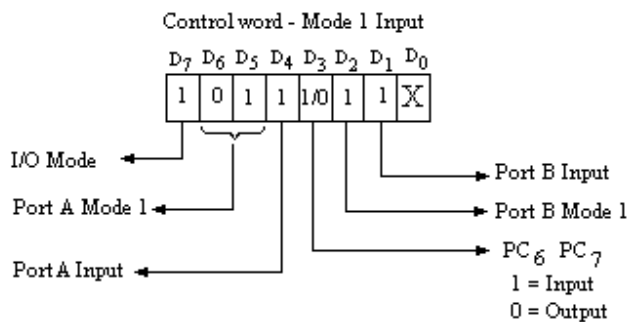 Control word - Mode 1 Input
D7 D6 D5 D4 D3 D2 D1 D0
1 0 1 1 1/0 1 1 X
I/O Mode
Port A Mode 1
Port A Input
Port B Input
Port B Mode 1
PC6 PC7
1 = Input
0 = Output